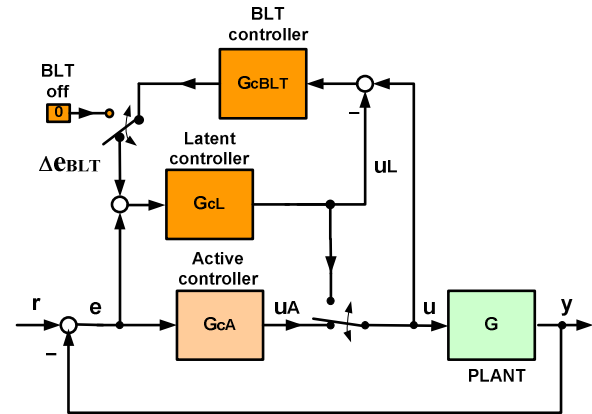 BLT
controller
GcBLT
BLT
off
0
–
Latent
controller
ΔeBLT
uL
GcL
Active
controller
r
e
GcA
uA
u
G
y
–
PLANT